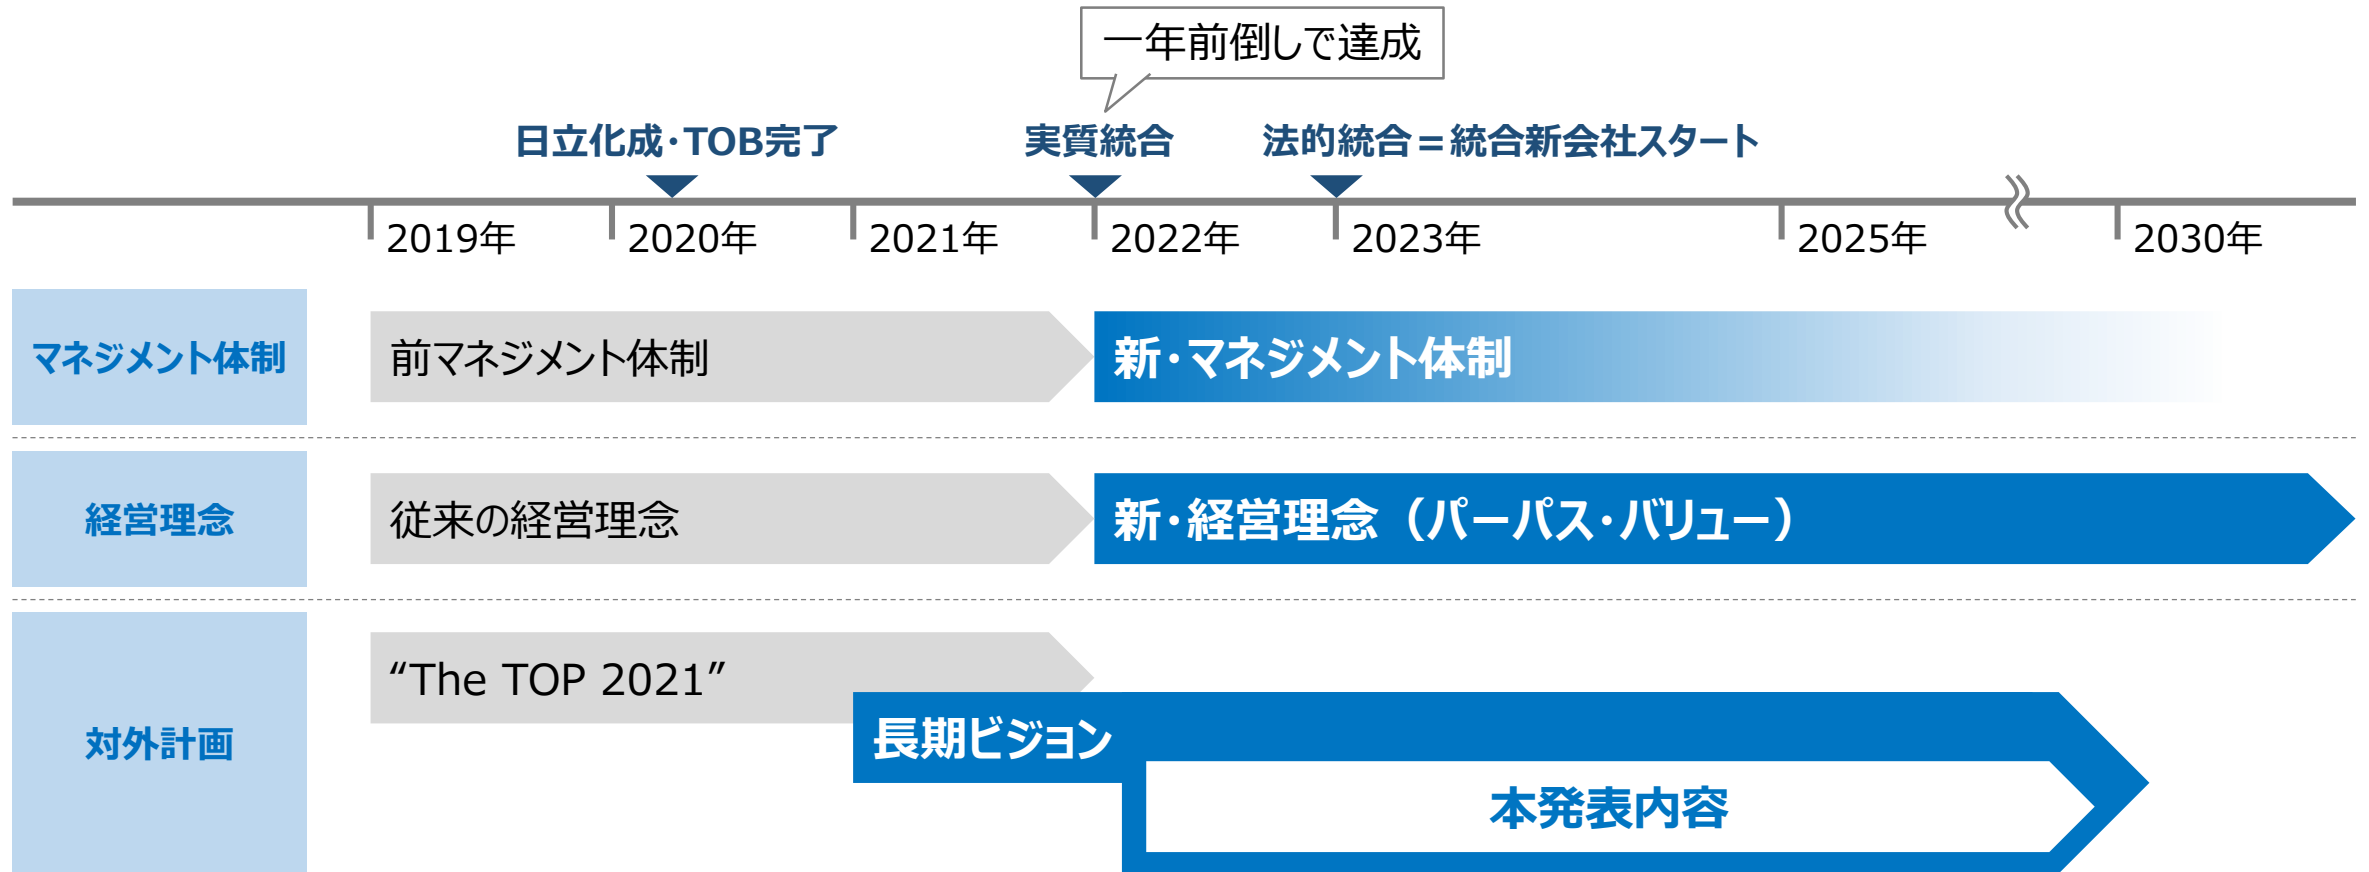 一年前倒しで達成
日立化成・TOB完了
実質統合
法的統合=統合新会社スタート
2019年
2020年
2021年
2022年
2023年
2025年
2030年
マネジメント体制
前マネジメント体制
新・マネジメント体制
経営理念
従来の経営理念
新・経営理念（パーパス・バリュー）
対外計画
“The TOP 2021”
長期ビジョン
本発表内容